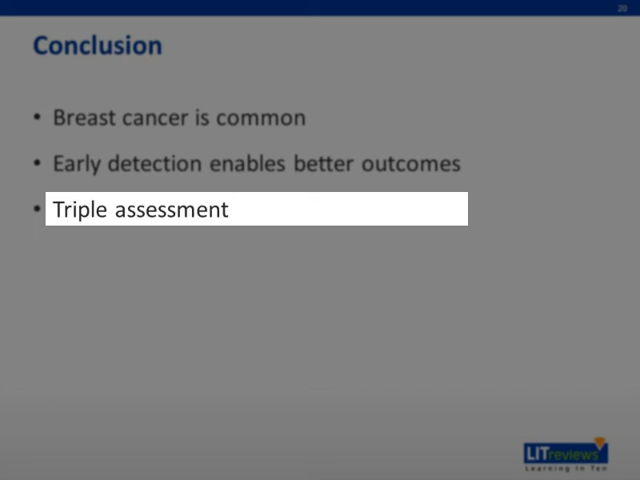 20
Conclusion
• Breast cancer is common
• Early detection enables better outcomes
• Triple assessment
LITreviews
Learning In Ten